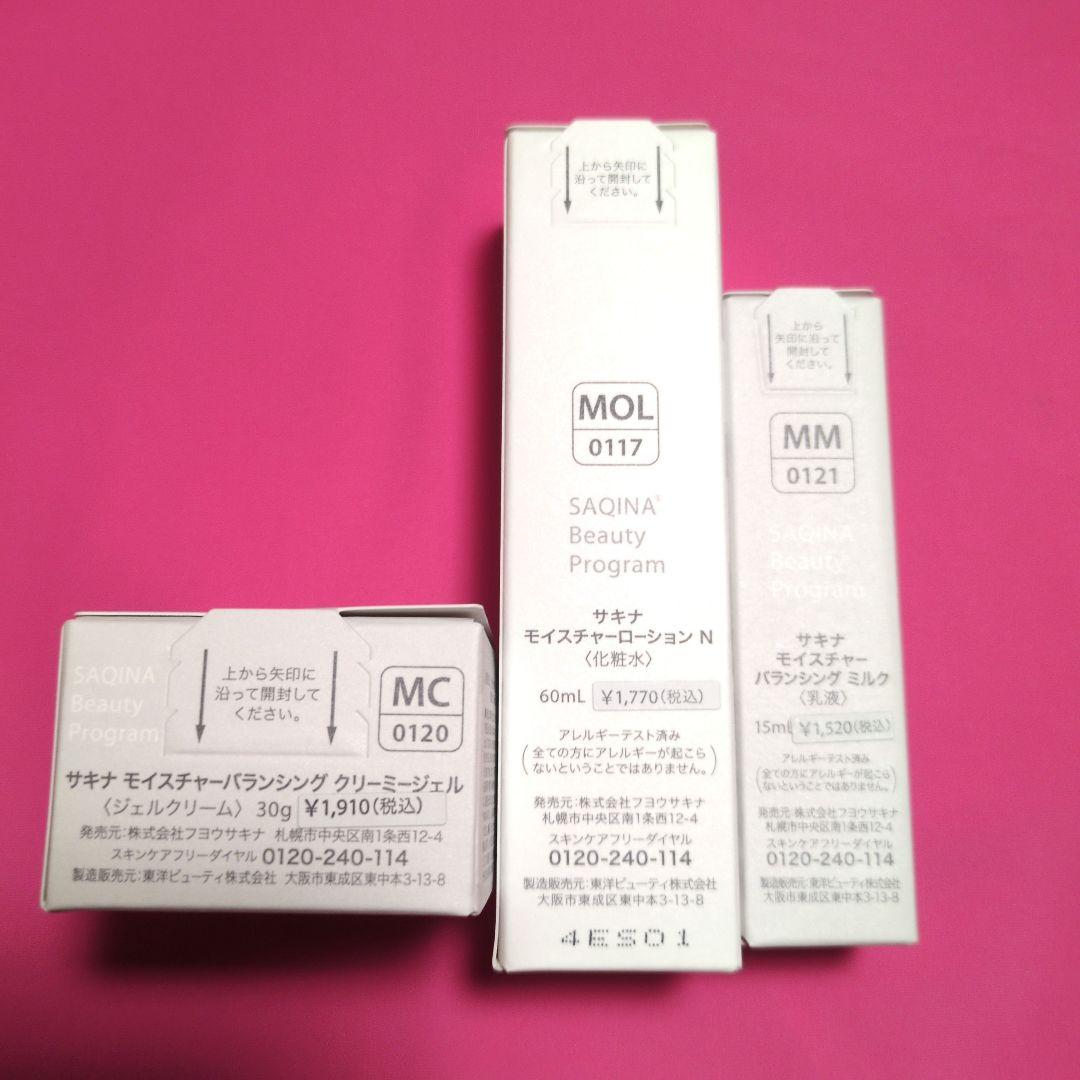 SAQINA
Beauty
Program
上から矢印に
沿って開封して
ください。
MC
0120
サキナ モイスチャーバランシング クリーミージェル
〈ジェルクリーム〉 30g ¥1,910(税込)
発売元:株式会社フヨウサキナ 札幌市中央区南1条西12-4
スキンケアフリーダイヤル 0120-240-114
製造販売元:東洋ビューティ株式会社 大阪市東成区東中本3-13-8
上から矢印に
沿って開封して
ください。
MOL
0117
SAQINA
Beauty
Program
サキナ
モイスチャーローション N
〈化粧水〉
60mL ¥1,770(税込)
アレルギーテスト済み
(全ての方にアレルギーが起こら
ないということではありません。)
発売元:株式会社フヨウサキナ
札幌市中央区南1条西12-4
スキンケアフリーダイヤル
0120-240-114
製造販売元:東洋ビューティ株式会社
大阪市東成区東中本3-13-8
4ES01
上から
矢印に沿って
開封して
ください。
MM
0121
SAQINA
Beauty
Program
サキナ
モイスチャー
バランシング ミルク
〈乳液〉
15mL ¥1,520(税込)
アレルギーテスト済み
(全ての方にアレルギーが起こら
ないということではありません。)
発売元:株式会社フヨウサキナ
札幌市中央区南1条西12-4
スキンケアフリーダイヤル
0120-240-114
製造販売元:東洋ビューティ株式会社
大阪市東成区東中本3-13-8